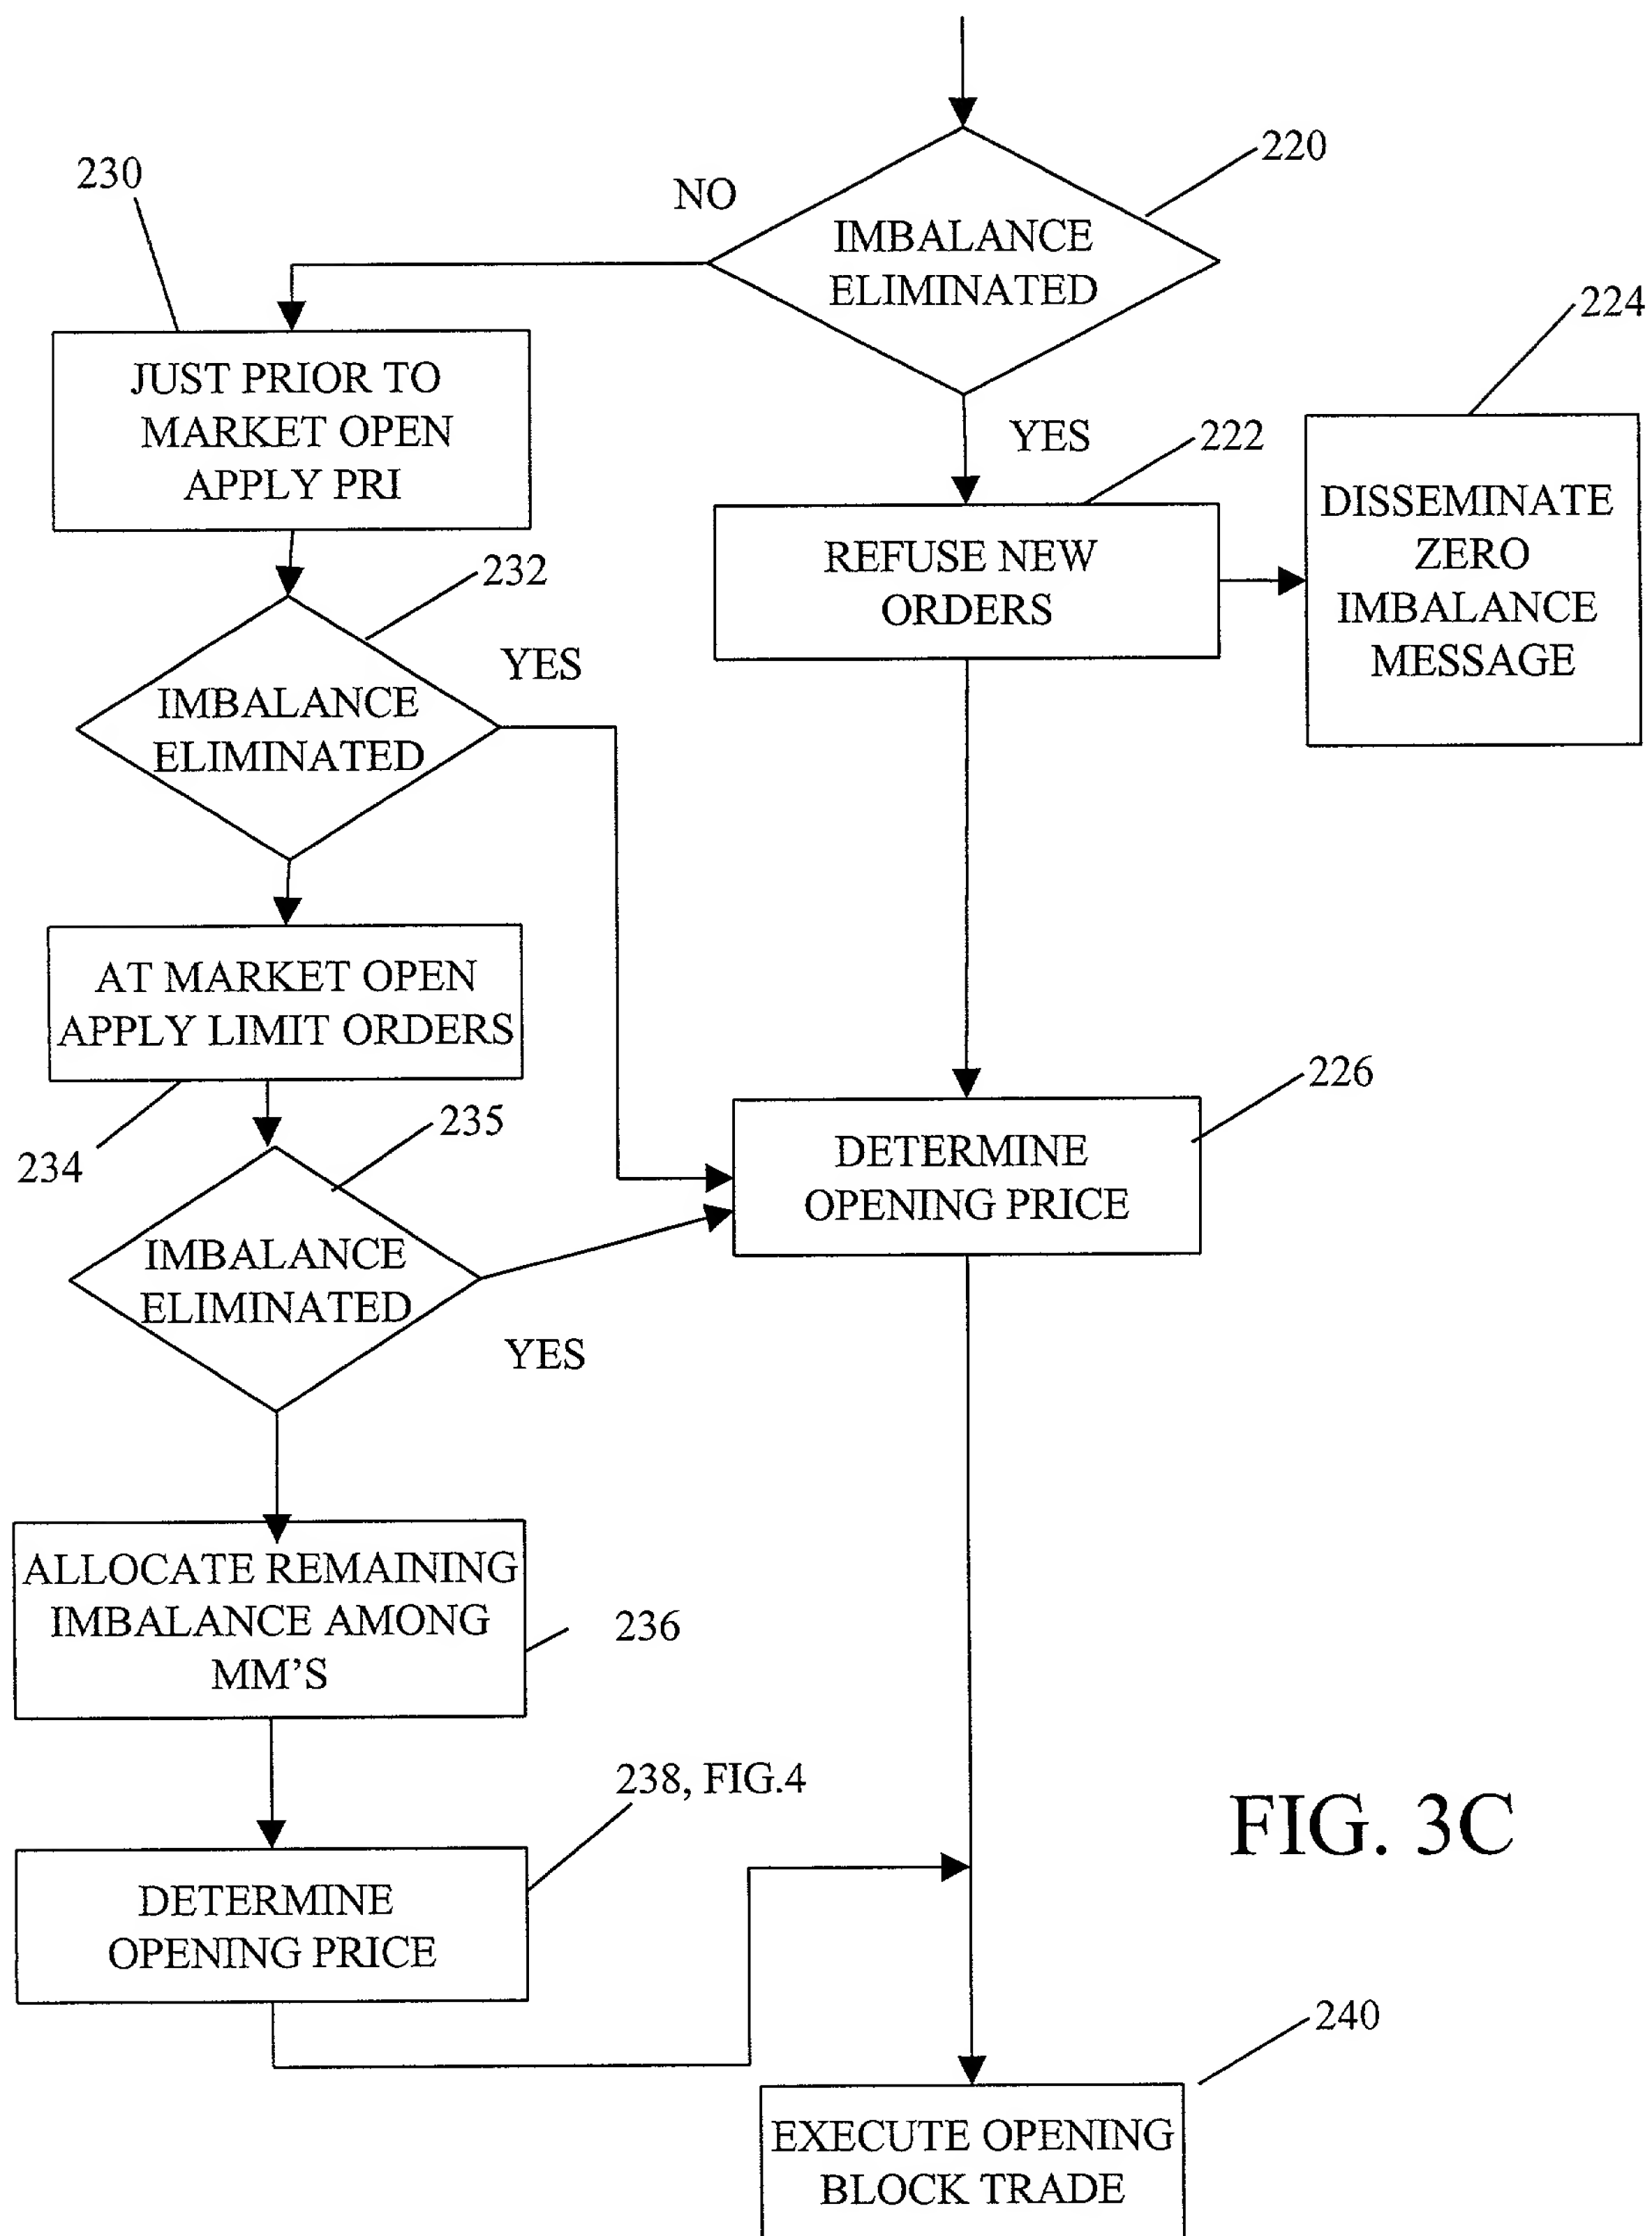 220
230
NO
IMBALANCE
ELIMINATED
224
JUST PRIOR TO
MARKET OPEN
APPLY PRI
YES
222
DISSEMINATE
ZERO
IMBALANCE
MESSAGE
REFUSE NEW
ORDERS
232
YES
IMBALANCE
ELIMINATED
AT MARKET OPEN
APPLY LIMIT ORDERS
226
235
234
DETERMINE
OPENING PRICE
IMBALANCE
ELIMINATED
YES
ALLOCATE REMAINING
IMBALANCE AMONG
MM'S
236
238, FIG.4
FIG. 3C
DETERMINE
OPENING PRICE
240
EXECUTE OPENING
BLOCK TRADE